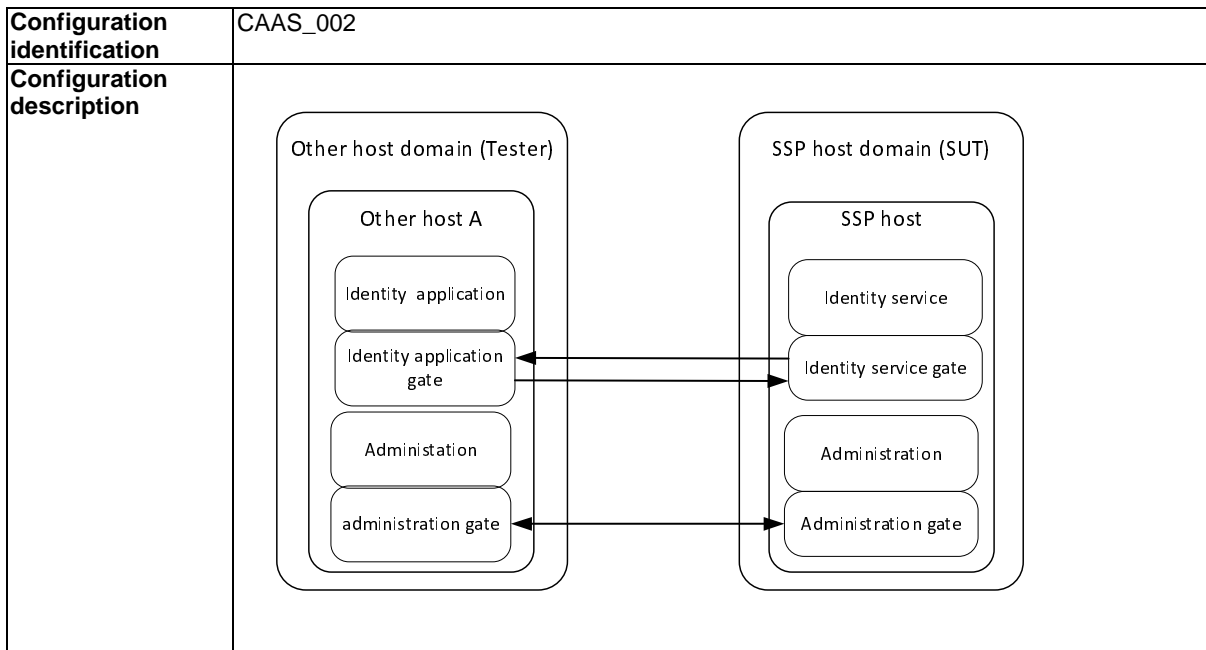 Configuration
identification
CAAS_002
Configuration
description
Other host domain (Tester)
Other host A
Identity application
Identity application
gate
Administation
administration gate
SSP host domain (SUT)
SSP host
Identity service
Identity service gate
Administration
Administration gate